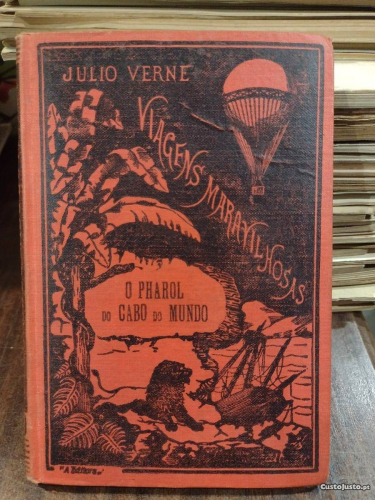 JULIO VERNE
VIAGENS MARAVILHOSAS
O PHAROL
DO CABO DO MUNDO
"A Editora"
CustoJusto.pt